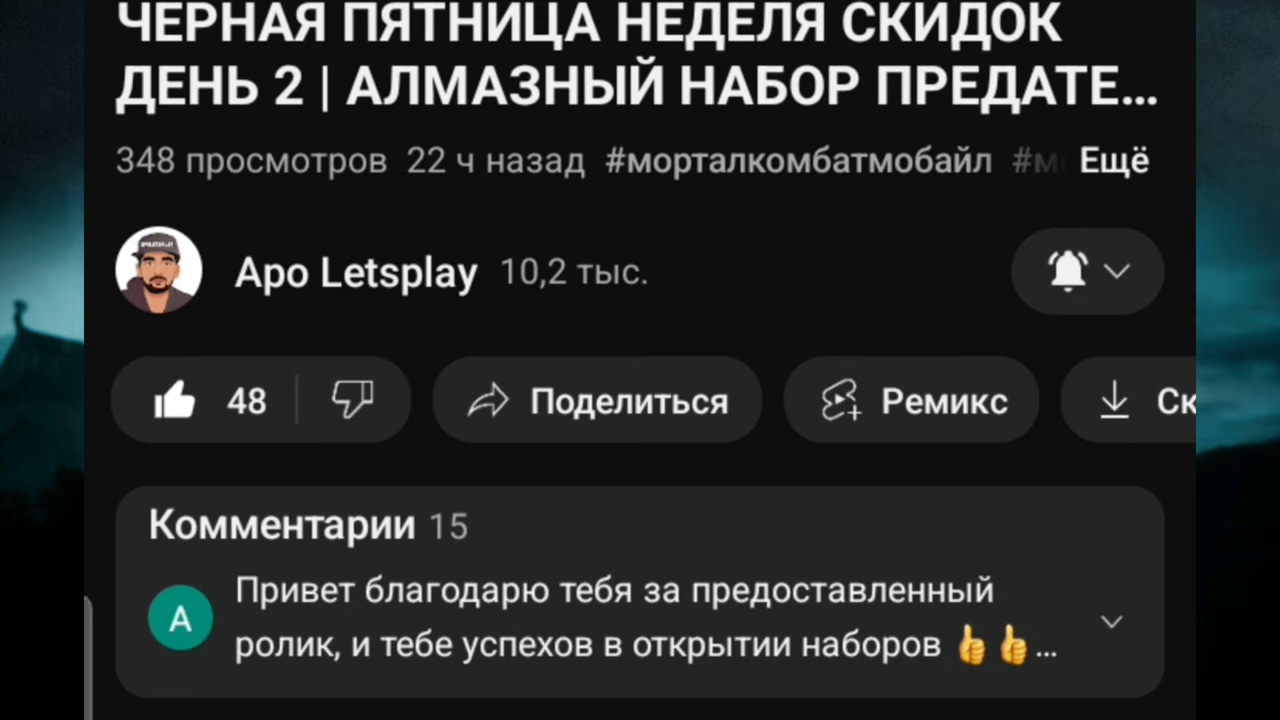 ЧЕРНАЯ ПЯТНИЦА НЕДЕЛЯ СКИДОК
ДЕНЬ 2 | АЛМАЗНЫЙ НАБОР ПРЕДАТЕ...
348 просмотров 22 ч назад #морталкомбатмобайл #м Ещё
Apo Letsplay 10,2 тыс.
48 Поделиться Ремикс Ск
Комментарии 15
A
Привет благодарю тебя за предоставленный
ролик, и тебе успехов в открытии наборов 👍👍...